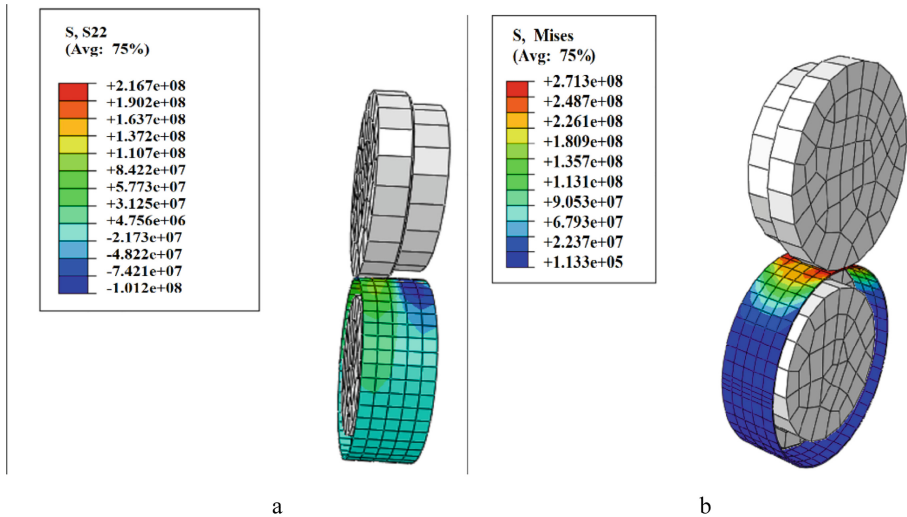 S, S22
(Avg: 75%)
+2.167e+08
+1.902e+08
+1.637e+08
+1.372e+08
+1.107e+08
+8.422e+07
+5.773e+07
+3.125e+07
+4.756e+06
-2.173e+07
-4.822e+07
-7.421e+07
-1.012e+08
S, Mises
(Avg: 75%)
+2.713e+08
+2.487e+08
+2.261e+08
+1.809e+08
+1.357e+08
+1.131e+08
+9.053e+07
+6.793e+07
+2.237e+07
+1.133e+05
a
b